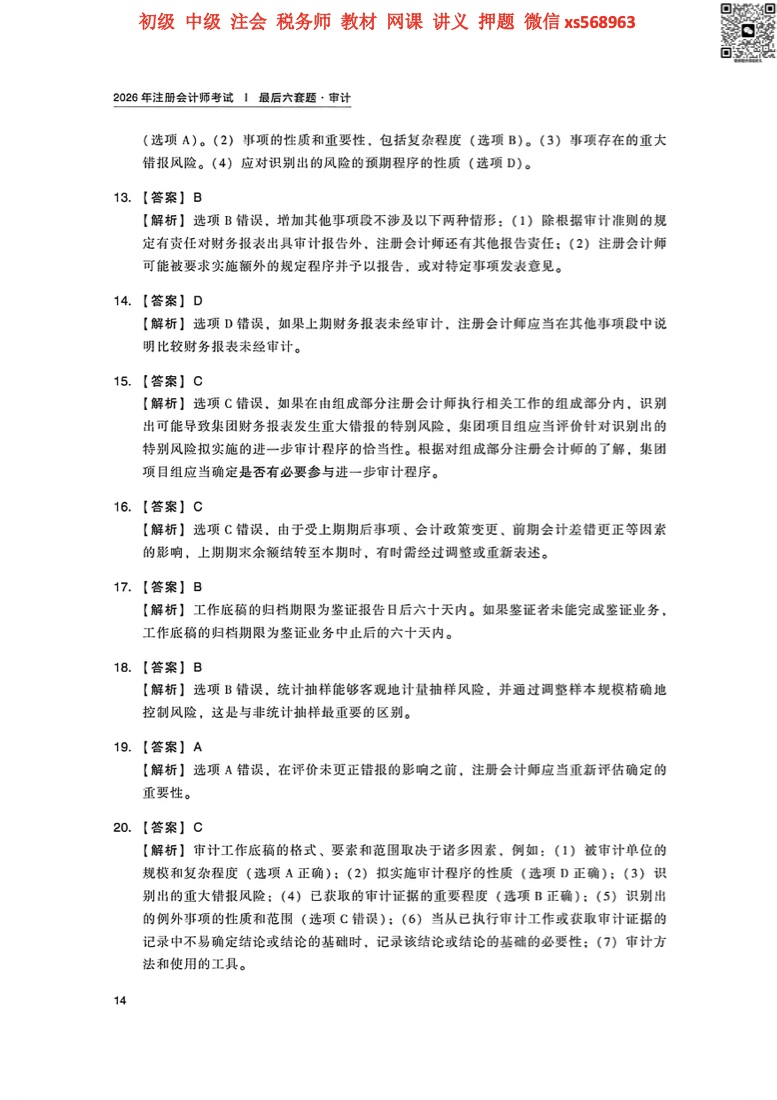 初级 中级 注会 税务师 教材 网课 讲义 押题 微信 xs568963
2026 年注册会计师考试 | 最后六套题·审计
(选项 A)。(2) 事项的性质和重要性，包括复杂程度 (选项 B)。(3) 事项存在的重大
错报风险。(4) 应对识别出的风险的预期程序的性质 (选项 D)。
13. 【答案】B
【解析】选项 B 错误，增加其他事项段不涉及以下两种情形：(1) 除根据审计准则的规
定有责任对财务报表出具审计报告外，注册会计师还有其他报告责任；(2) 注册会计师
可能被要求实施额外的规定程序并予以报告，或对特定事项发表意见。
14. 【答案】D
【解析】选项 D 错误，如果上期财务报表未经审计，注册会计师应当在其他事项段中说
明比较财务报表未经审计。
15. 【答案】C
【解析】选项 C 错误，如果在由组成部分注册会计师执行相关工作的组成部分内，识别
出可能导致集团财务报表发生重大错报的特别风险，集团项目组应当评价针对识别出的
特别风险拟实施的进一步审计程序的恰当性。根据对组成部分注册会计师的了解，集团
项目组应当确定是否有必要参与进一步审计程序。
16. 【答案】C
【解析】选项 C 错误，由于受上期期后事项、会计政策变更、前期会计差错更正等因素
的影响，上期期末余额结转至本期时，有时需经过调整或重新表述。
17. 【答案】B
【解析】工作底稿的归档期限为鉴证报告日后六十天内。如果鉴证者未能完成鉴证业务，
工作底稿的归档期限为鉴证业务中止后的六十天内。
18. 【答案】B
【解析】选项 B 错误，统计抽样能够客观地计量抽样风险，并通过调整样本规模精确地
控制风险，这是与非统计抽样最重要的区别。
19. 【答案】A
【解析】选项 A 错误，在评价未更正错报的影响之前，注册会计师应当重新评估确定的
重要性。
20. 【答案】C
【解析】审计工作底稿的格式、要素和范围取决于诸多因素，例如：(1) 被审计单位的
规模和复杂程度 (选项 A 正确)；(2) 拟实施审计程序的性质 (选项 D 正确)；(3) 识
别出的重大错报风险；(4) 已获取的审计证据的重要程度 (选项 B 正确)；(5) 识别出
的例外事项的性质和范围 (选项 C 错误)；(6) 当从已执行审计工作或获取审计证据的
记录中不易确定结论或结论的基础时，记录该结论或结论的基础的必要性；(7) 审计方
法和使用的工具。
14